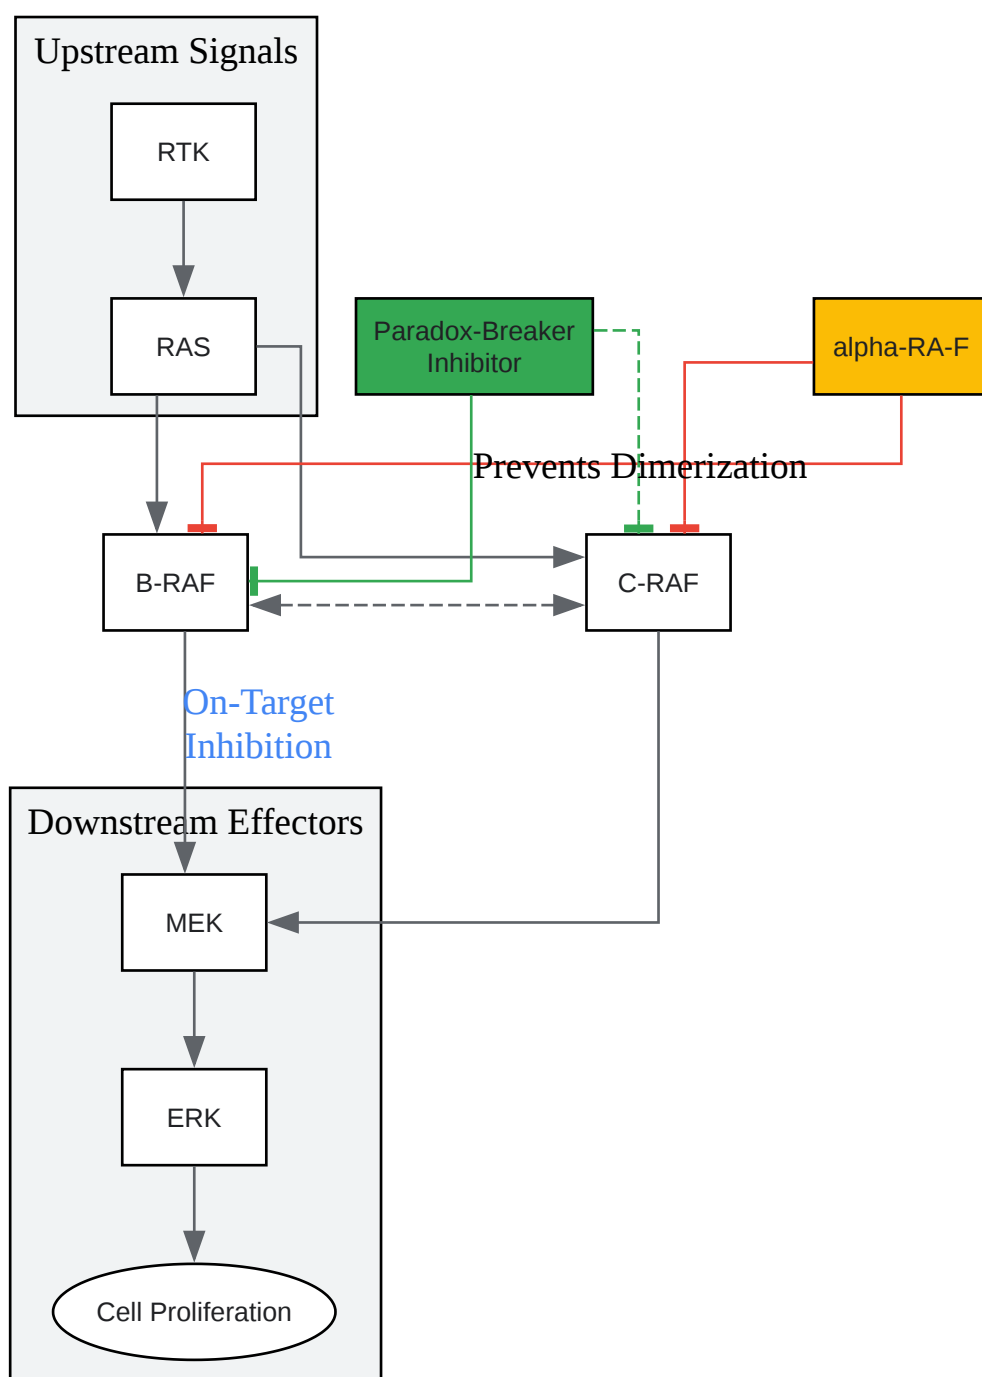 Upstream Signals
RTK
RAS
Paradox-Breaker
Inhibitor
alpha-RA-F
Prevents Dimerization
B-RAF
C-RAF
On-Target
Inhibition
Downstream Effectors
MEK
ERK
Cell Proliferation